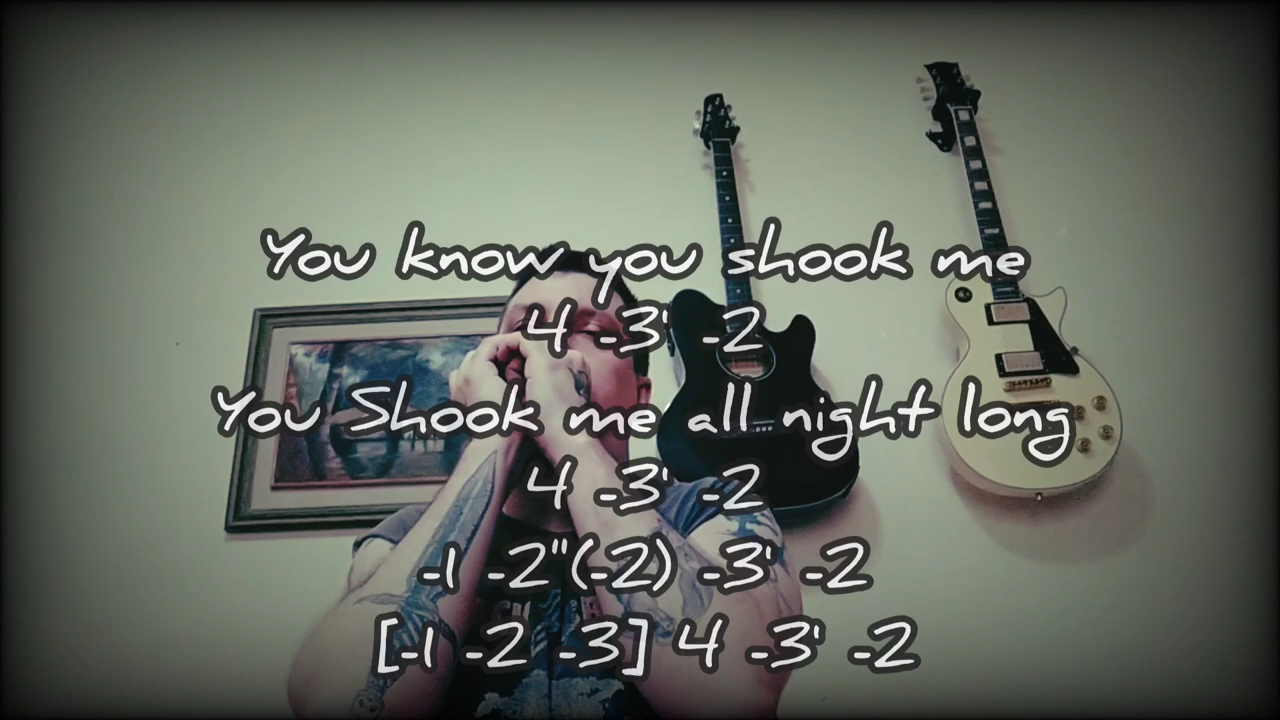 You know you shook me
4 -3' -2
You Shook me all night long
4 -3' -2
-1 -2"(-2) -3' -2
[-1 -2 -3] 4 -3' -2